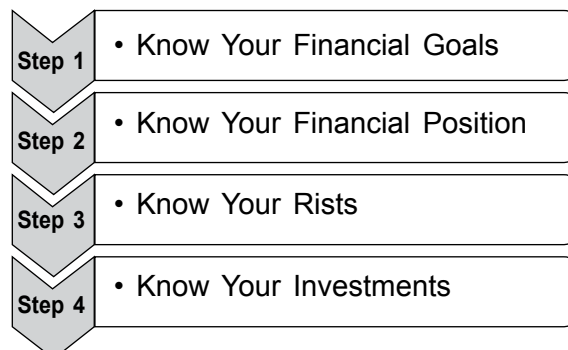 Step 1
• Know Your Financial Goals
Step 2
• Know Your Financial Position
Step 3
• Know Your Rists
Step 4
• Know Your Investments